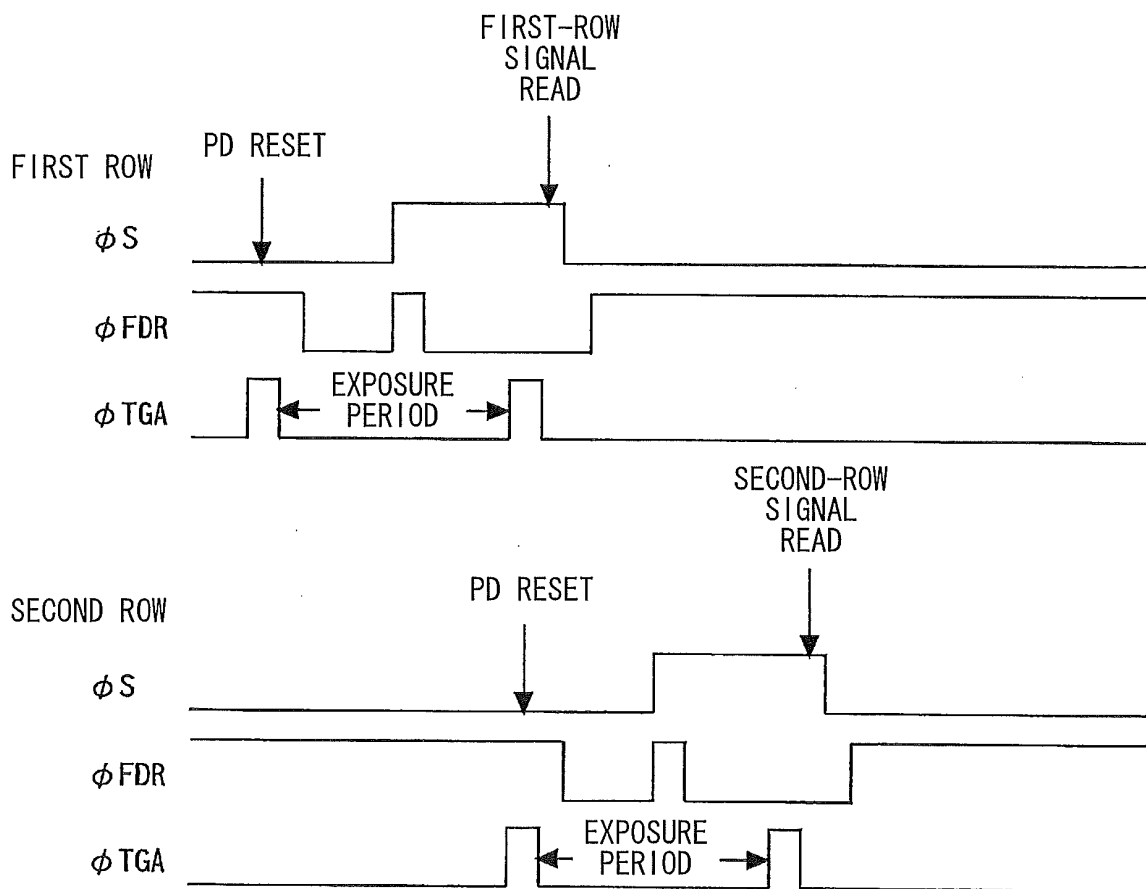 FIRST-ROW
SIGNAL
READ
PD RESET
FIRST ROW
φS
φFDR
EXPOSURE
PERIOD
φTGA
SECOND-ROW
SIGNAL
READ
PD RESET
SECOND ROW
φS
φFDR
EXPOSURE
PERIOD
φTGA